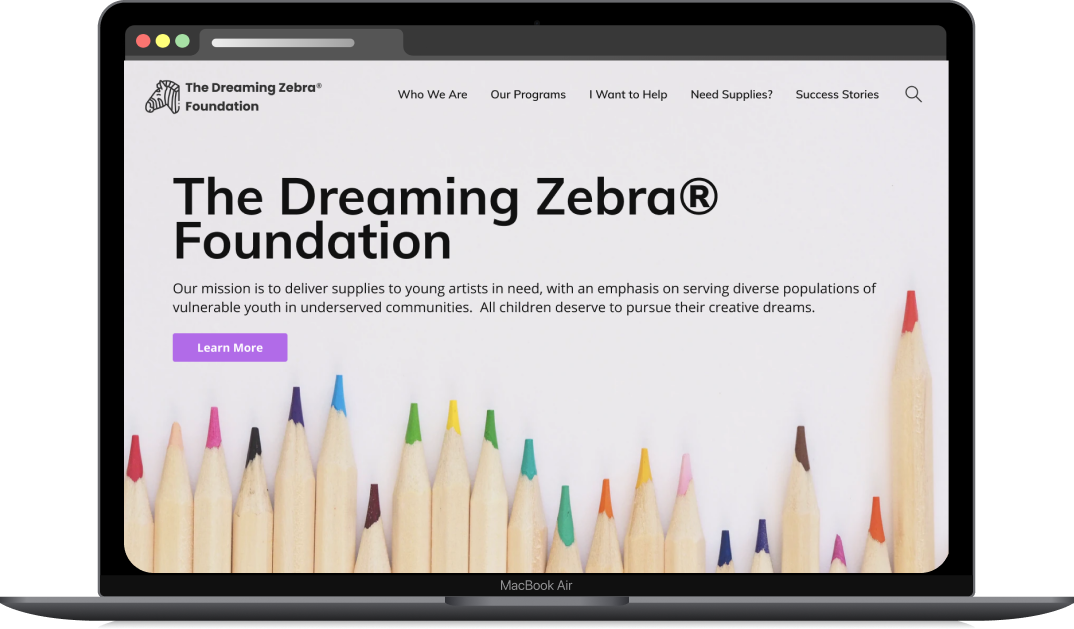 The Dreaming Zebra®
Foundation
Who We Are
Our Programs
I Want to Help
Need Supplies?
Success Stories
The Dreaming Zebra®
Foundation
Our mission is to deliver supplies to young artists in need, with an emphasis on serving diverse populations of
vulnerable youth in underserved communities.  All children deserve to pursue their creative dreams.
Learn More
MacBook Air